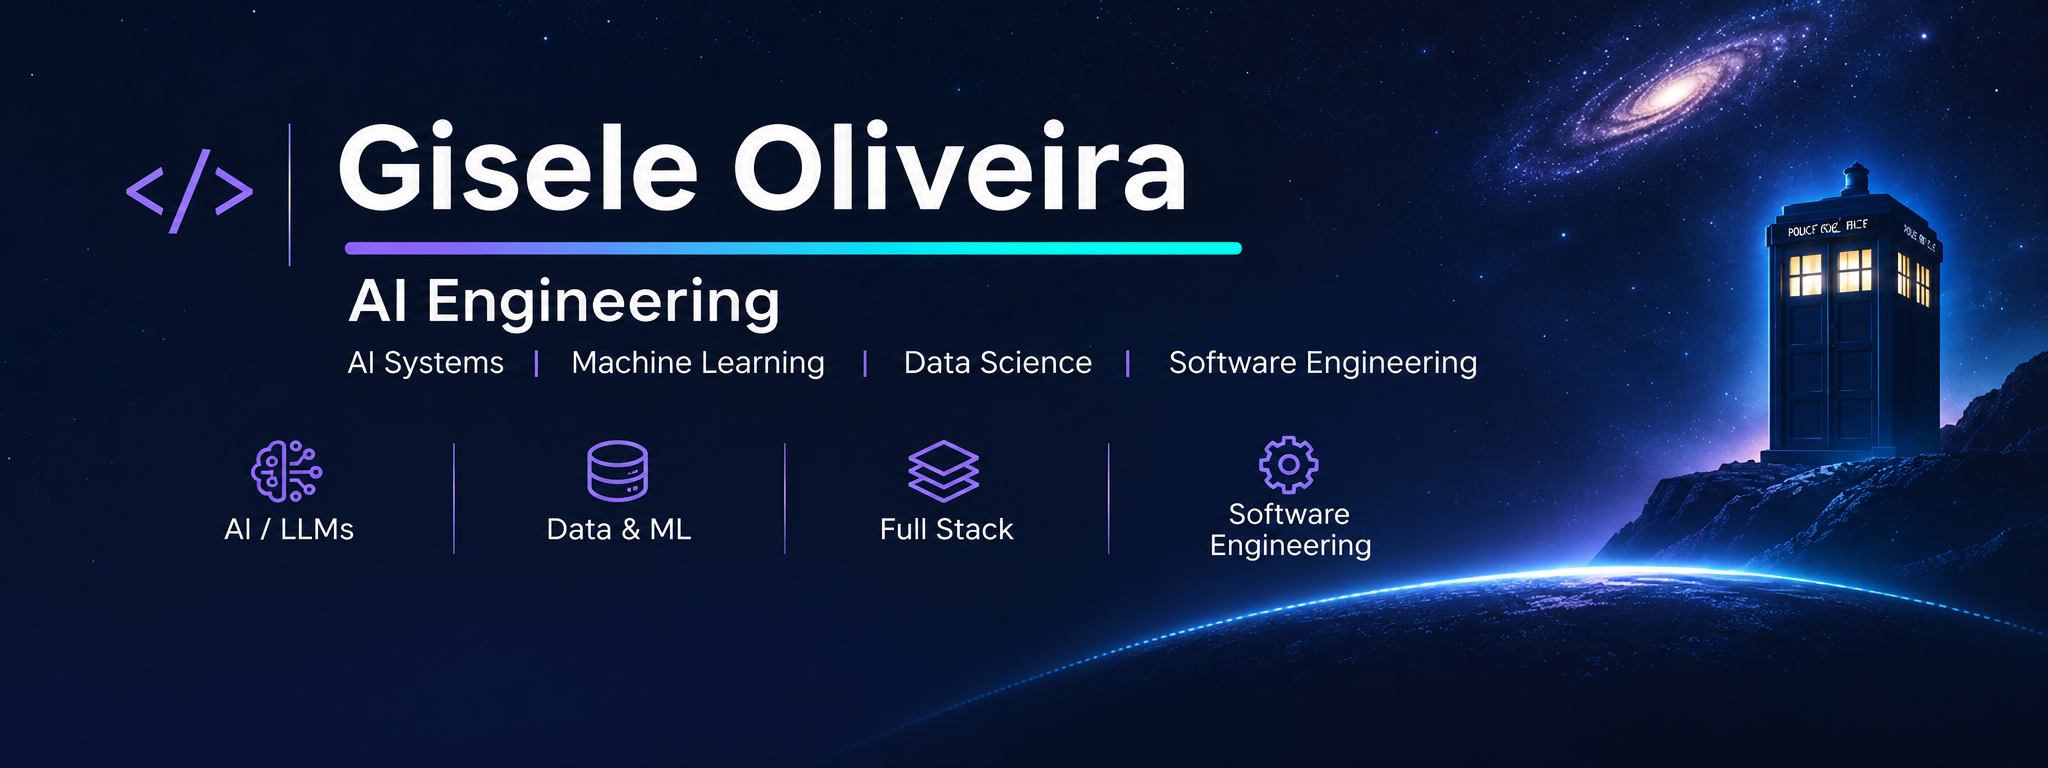 </>
Gisele Oliveira
AI Engineering
AI Systems | Machine Learning | Data Science | Software Engineering
AI / LLMs
Data & ML
Full Stack
Software
Engineering